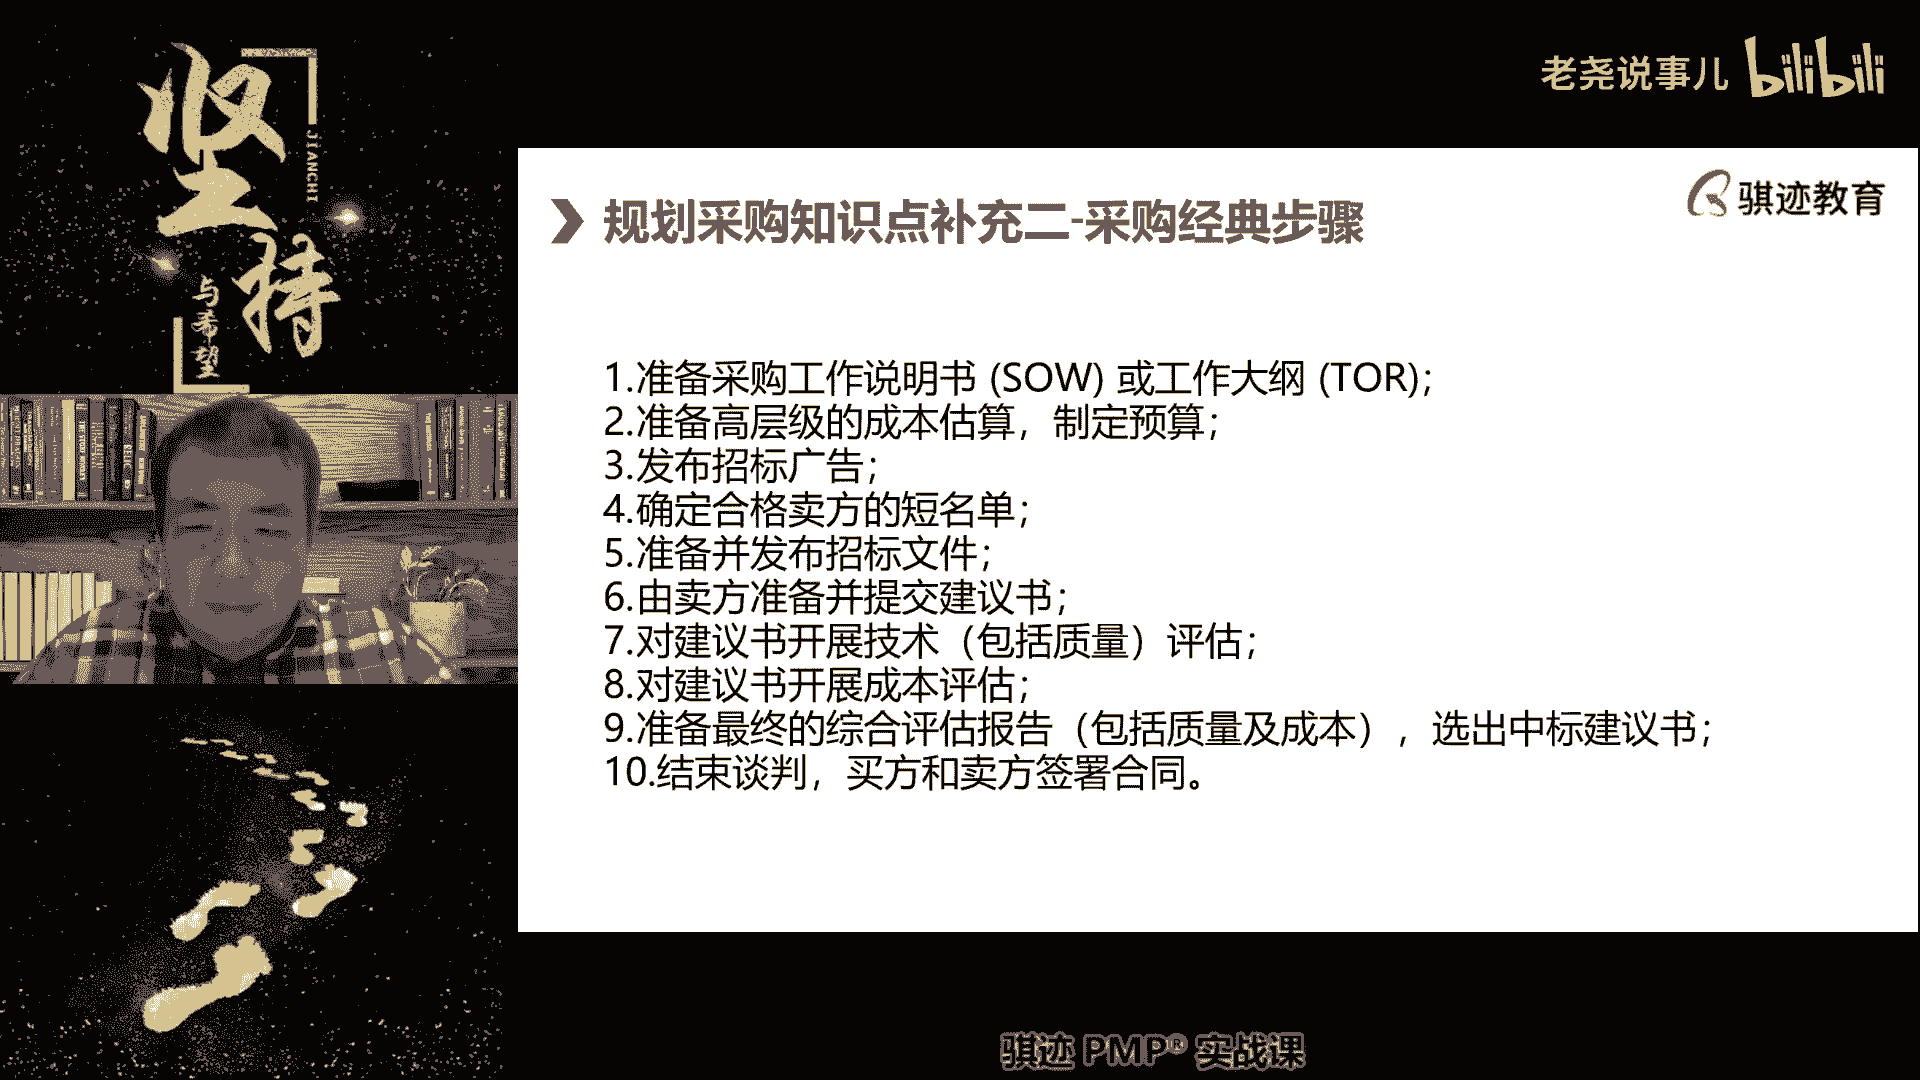 坚持
JIANCHI
与希望
老尧说事儿 bilibili
骐迹教育
规划采购知识点补充二-采购经典步骤
1.准备采购工作说明书 (SOW) 或工作大纲 (TOR)；
2.准备高层级的成本估算，制定预算；
3.发布招标广告；
4.确定合格卖方的短名单；
5.准备并发布招标文件；
6.由卖方准备并提交建议书；
7.对建议书开展技术（包括质量）评估；
8.对建议书开展成本评估；
9.准备最终的综合评估报告（包括质量及成本），选出中标建议书；
10.结束谈判，买方和卖方签署合同。
骐迹 PMP® 实战课